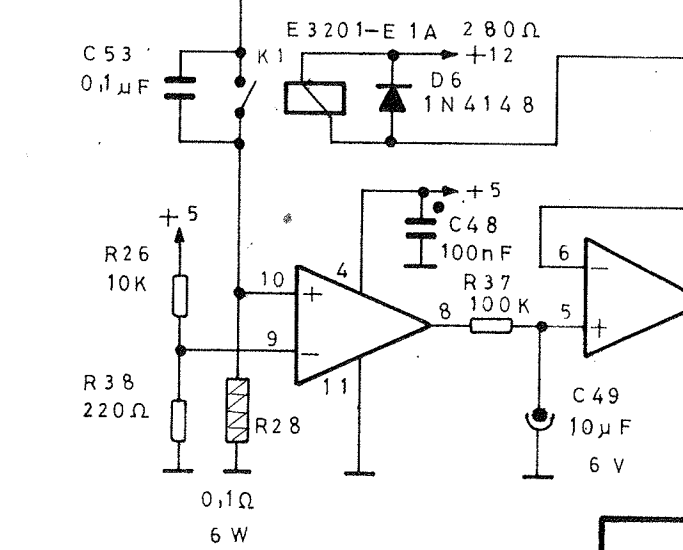 E3201-E 1A 280Ω
C53
K1
+12
0,1µF
D6
1N4148
+5
+5
C48
R26
100nF
10K
10
4
+
R37
100K
6
-
8
5
+
9
-
R38
11
220Ω
R28
C49
10µF
6 V
0,1Ω
6 W